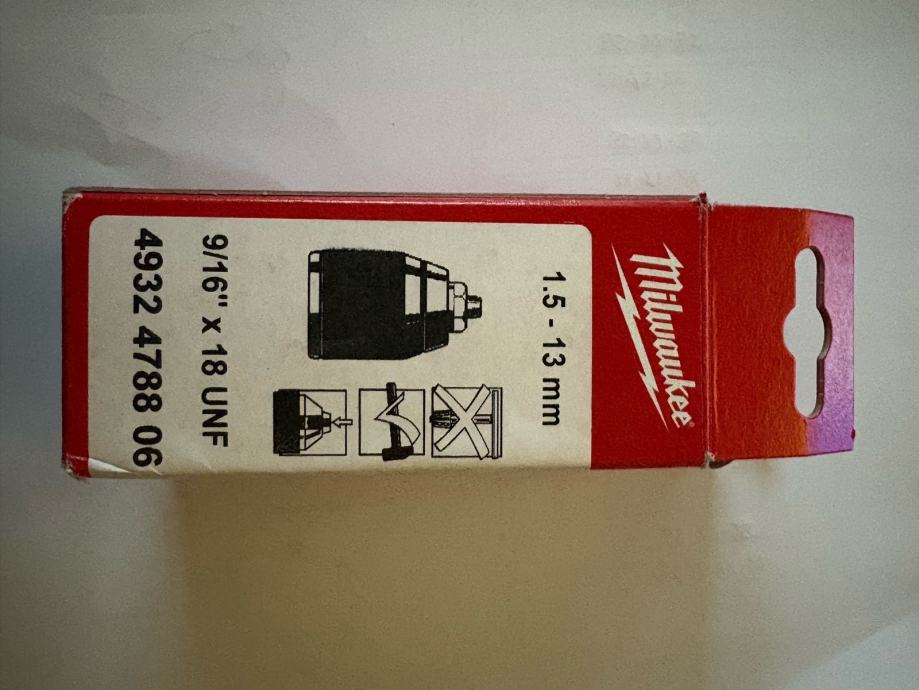 Milwaukee®
1.5 - 13 mm
9/16" x 18 UNF
4932 4788 06